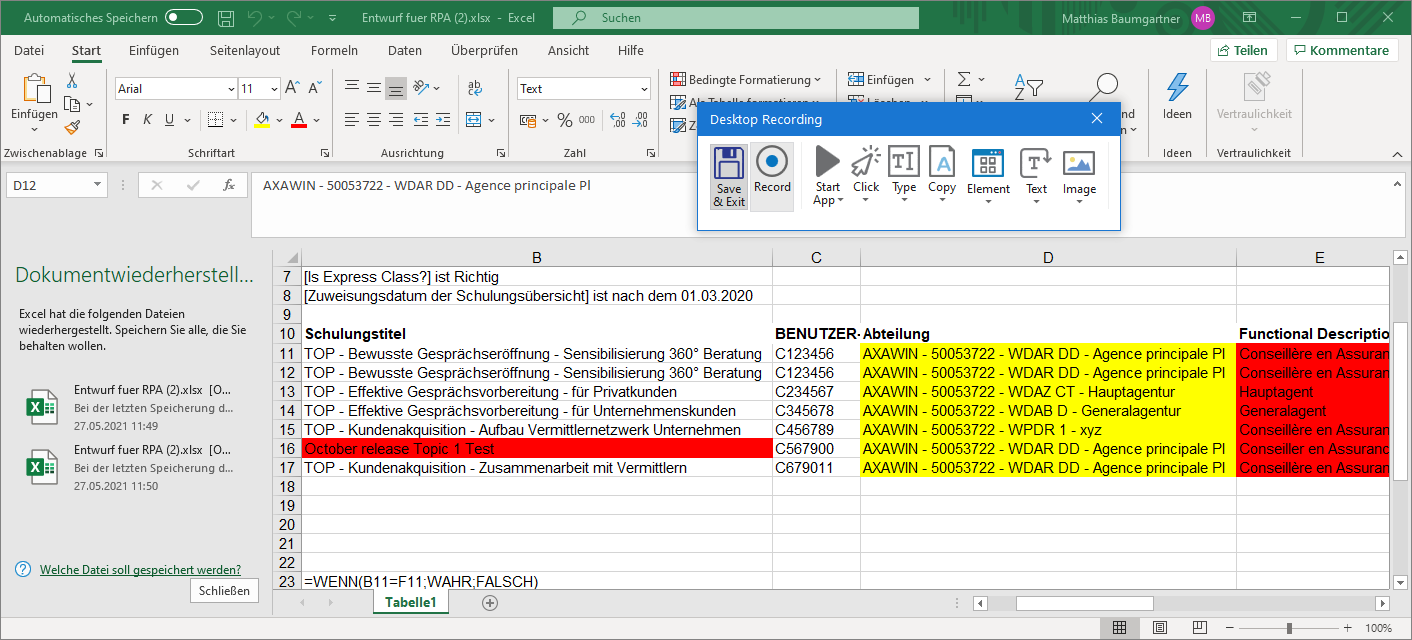 Automatisches Speichern
Entwurf fuer RPA (2).xlsx - Excel
Suchen
Matthias Baumgartner
MB
Datei Start Einfügen Seitenlayout Formeln Daten Überprüfen Ansicht Hilfe
Teilen
Kommentare
Einfügen
Arial
11
F K U
ab
Text
% 000
Bedingte Formatierung
Als Tabelle formatieren
Einfügen
Löschen
Ideen
Vertraulichkeit
Zwischenablage
Schriftart
Ausrichtung
Zahl
Ideen
Vertraulichkeit
Desktop Recording
Save & Exit
Record
Start App
Click
Type
Copy
Element
Text
Image
D12
fx
AXAWIN - 50053722 - WDAR DD - Agence principale Pl
Dokumentwiederherstell...
Excel hat die folgenden Dateien
wiederhergestellt. Speichern Sie alle, die Sie
behalten wollen.
Entwurf fuer RPA (2).xlsx [O...
Bei der letzten Speicherung d...
27.05.2021 11:49
Entwurf fuer RPA (2).xlsx [O...
Bei der letzten Speicherung d...
27.05.2021 11:50
Welche Datei soll gespeichert werden?
Schließen
B C D E
7 [Is Express Class?] ist Richtig
8 [Zuweisungsdatum der Schulungsübersicht] ist nach dem 01.03.2020
9
10 Schulungstitel BENUTZER- Abteilung Functional Descriptio
11 TOP - Bewusste Gesprächseröffnung - Sensibilisierung 360° Beratung C123456 AXAWIN - 50053722 - WDAR DD - Agence principale Pl Conseillère en Assuran
12 TOP - Bewusste Gesprächseröffnung - Sensibilisierung 360° Beratung C123456 AXAWIN - 50053722 - WDAR DD - Agence principale Pl Conseillère en Assuran
13 TOP - Effektive Gesprächsvorbereitung - für Privatkunden C234567 AXAWIN - 50053722 - WDAZ CT - Hauptagentur Hauptagent
14 TOP - Effektive Gesprächsvorbereitung - für Unternehmenskunden C345678 AXAWIN - 50053722 - WDAB D - Generalagentur Generalagent
15 TOP - Kundenakquisition - Aufbau Vermittlernetzwerk Unternehmen C456789 AXAWIN - 50053722 - WPDR 1 - xyz Conseillère en Assuran
16 October release Topic 1 Test C567900 AXAWIN - 50053722 - WDAR DD - Agence principale Pl Conseiller en Assuranc
17 TOP - Kundenakquisition - Zusammenarbeit mit Vermittlern C679011 AXAWIN - 50053722 - WDAR DD - Agence principale Pl Conseillère en Assuran
18
19
20
21
22
23 =WENN(B11=F11;WAHR;FALSCH)
Tabelle1
100%